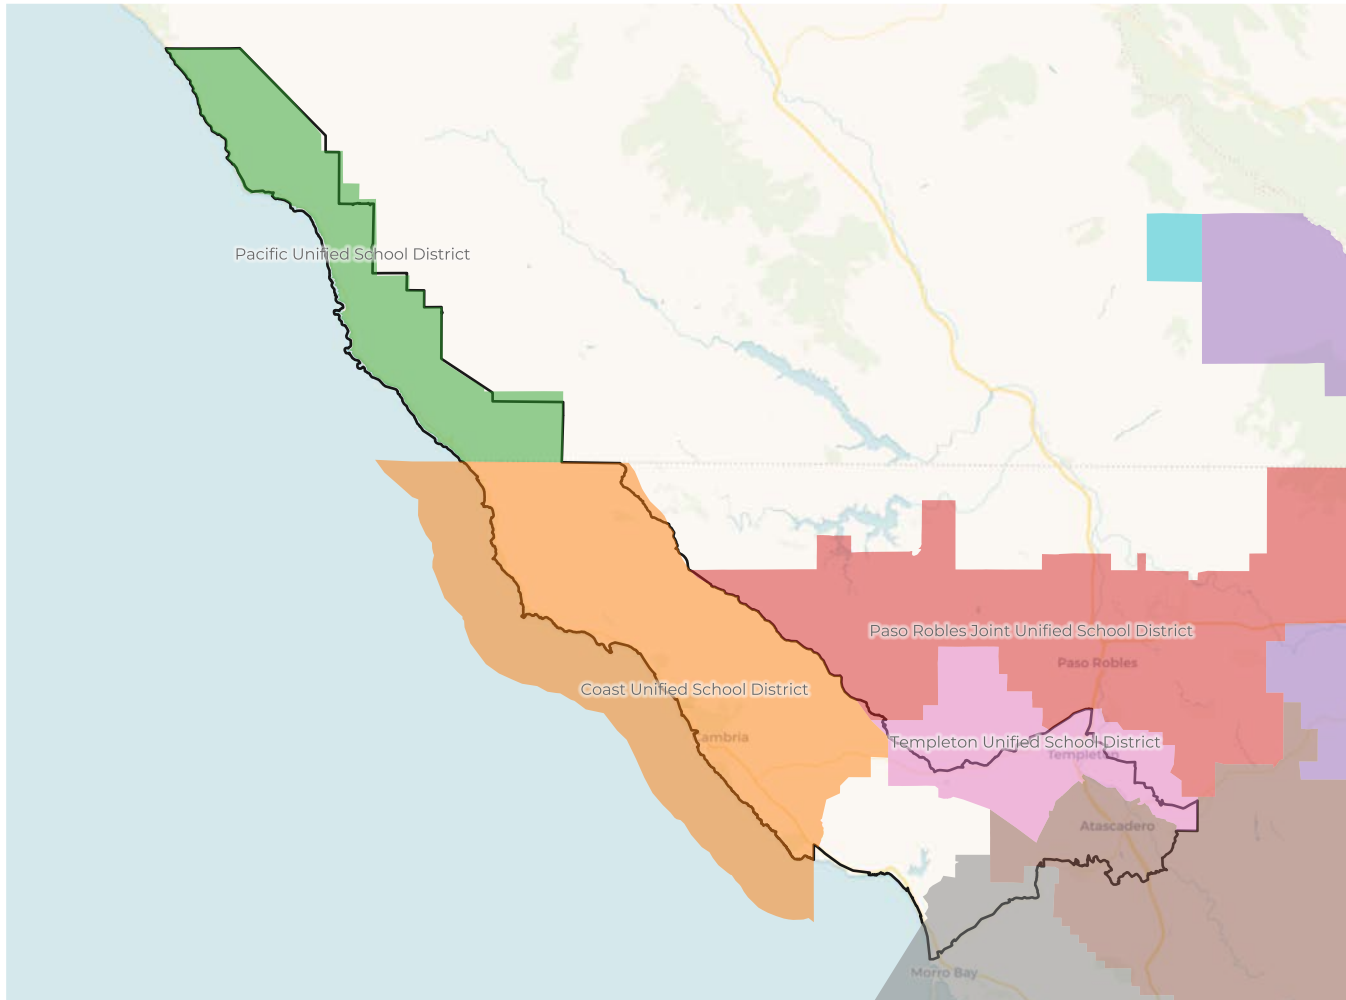 Pacific Unified School District
Paso Robles Joint Unified School District
Paso Robles
Coast Unified School District
Cambria
Templeton Unified School District
Templeton
Atascadero
Morro Bay